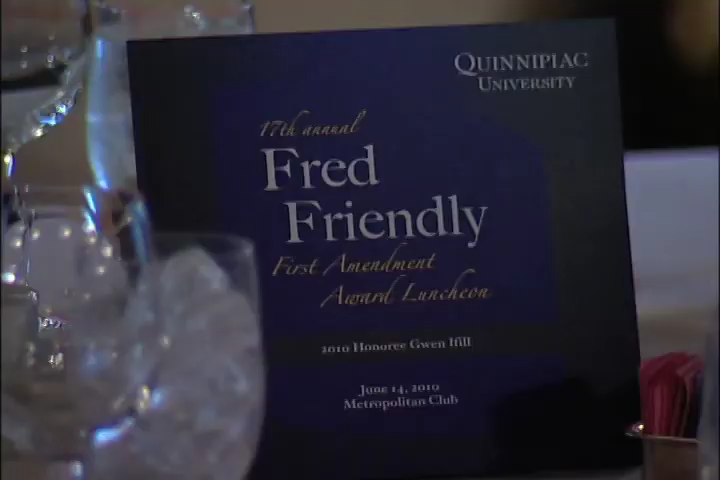 QUINNIPIAC
UNIVERSITY
17th annual
Fred
Friendly
First Amendment
Award Luncheon
2010 Honoree Gwen Ifill
June 14, 2010
Metropolitan Club